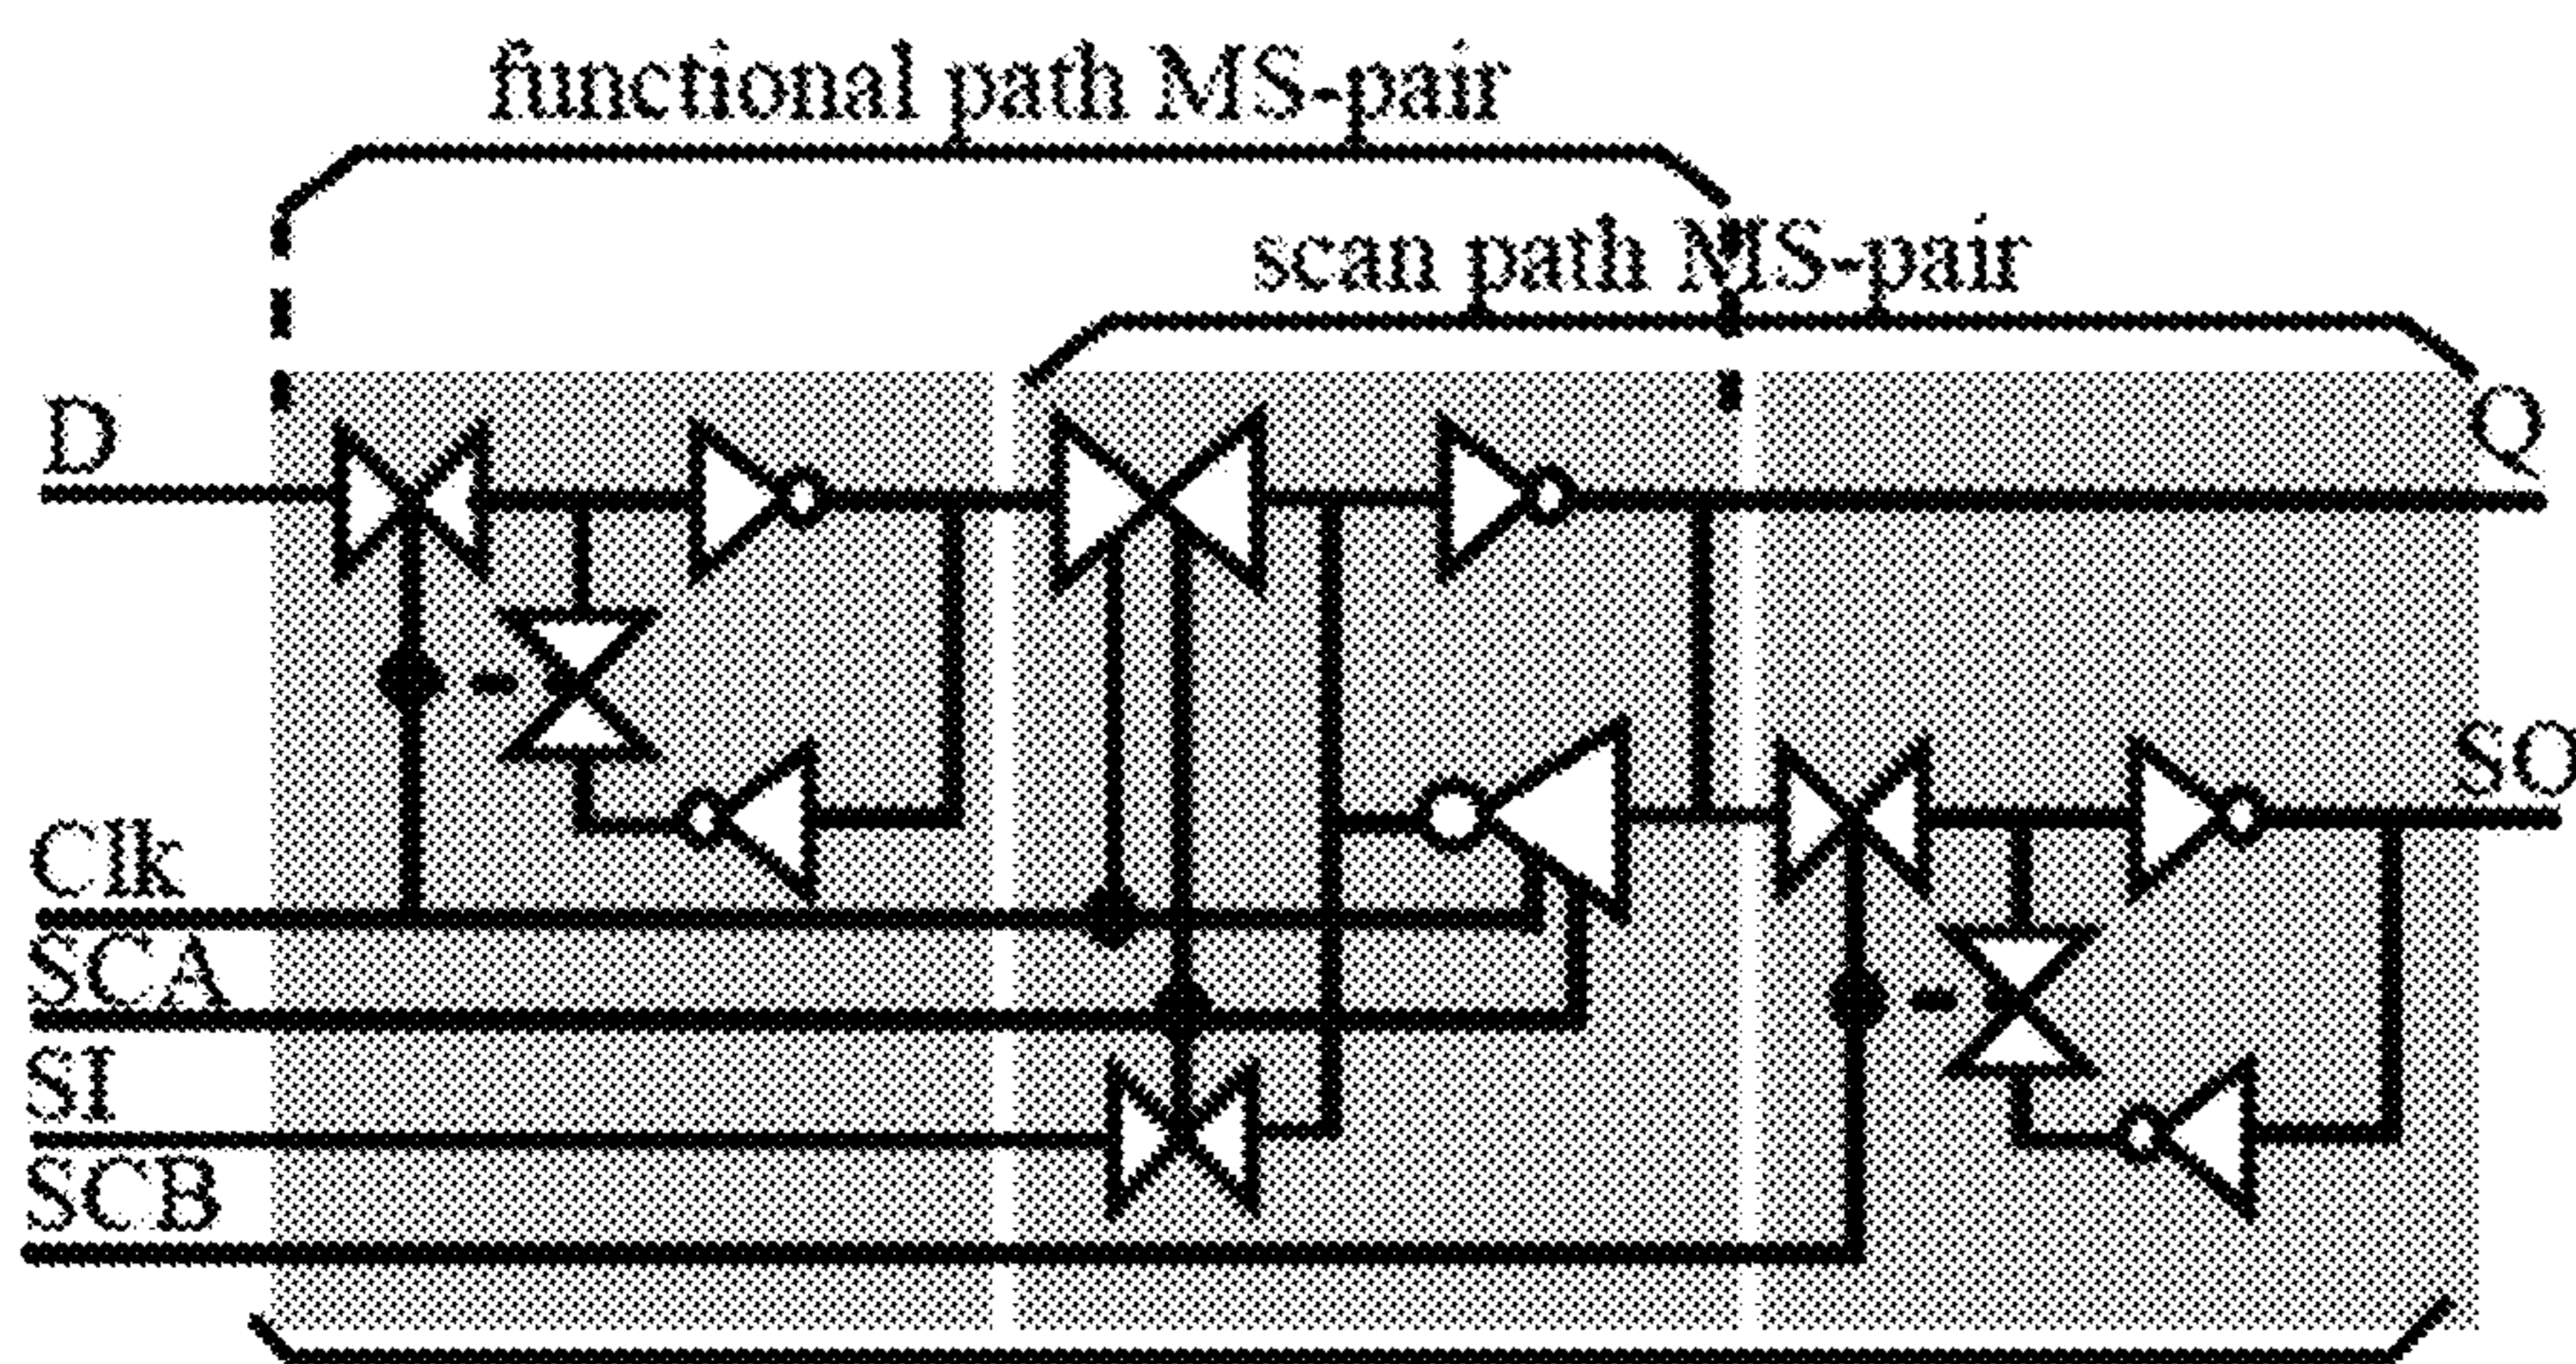 functional path MS-pair
scan path MS-pair
D
Q
SO
Clk
SCA
SI
SCB